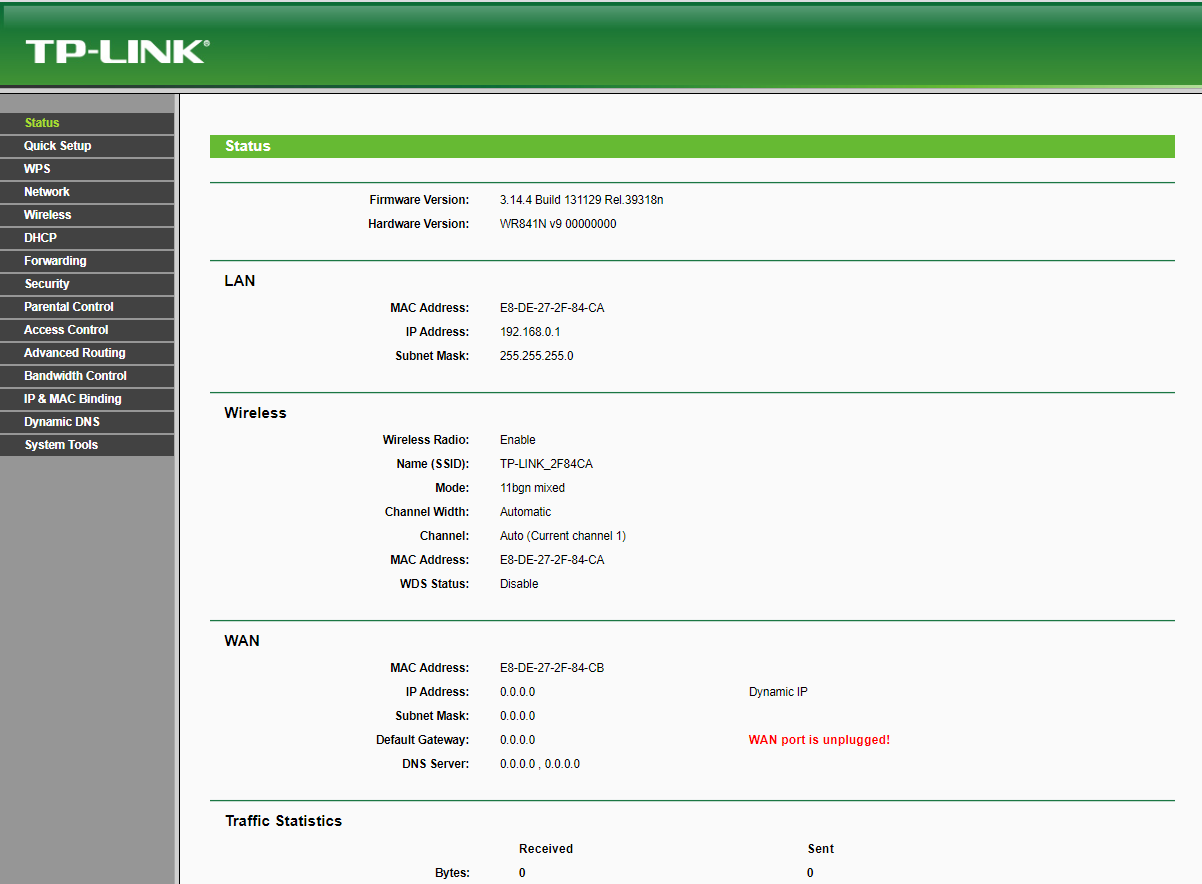 TP-LINK®
Status
Quick Setup
WPS
Network
Wireless
DHCP
Forwarding
Security
Parental Control
Access Control
Advanced Routing
Bandwidth Control
IP & MAC Binding
Dynamic DNS
System Tools
Status
Firmware Version: 3.14.4 Build 131129 Rel.39318n
Hardware Version: WR841N v9 00000000
LAN
MAC Address: E8-DE-27-2F-84-CA
IP Address: 192.168.0.1
Subnet Mask: 255.255.255.0
Wireless
Wireless Radio: Enable
Name (SSID): TP-LINK_2F84CA
Mode: 11bgn mixed
Channel Width: Automatic
Channel: Auto (Current channel 1)
MAC Address: E8-DE-27-2F-84-CA
WDS Status: Disable
WAN
MAC Address: E8-DE-27-2F-84-CB
IP Address: 0.0.0.0 Dynamic IP
Subnet Mask: 0.0.0.0
Default Gateway: 0.0.0.0 WAN port is unplugged!
DNS Server: 0.0.0.0 , 0.0.0.0
Traffic Statistics
Received Sent
Bytes: 0 0